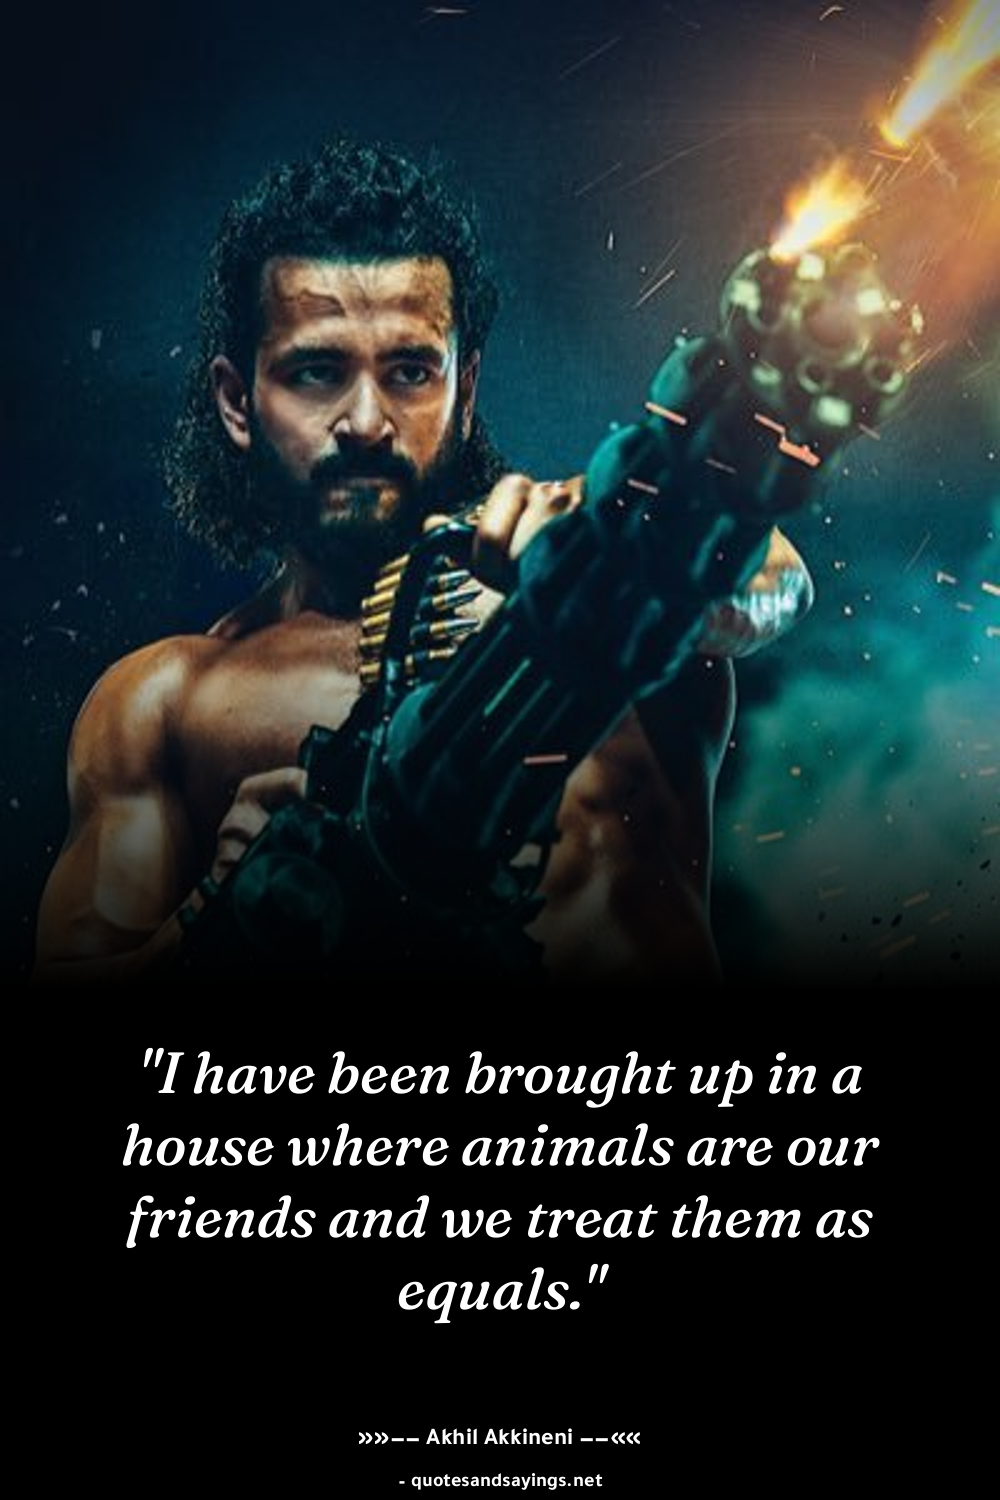 "I have been brought up in a
house where animals are our
friends and we treat them as
equals."
»»−− Akhil Akkineni −−««
- quotesandsayings.net